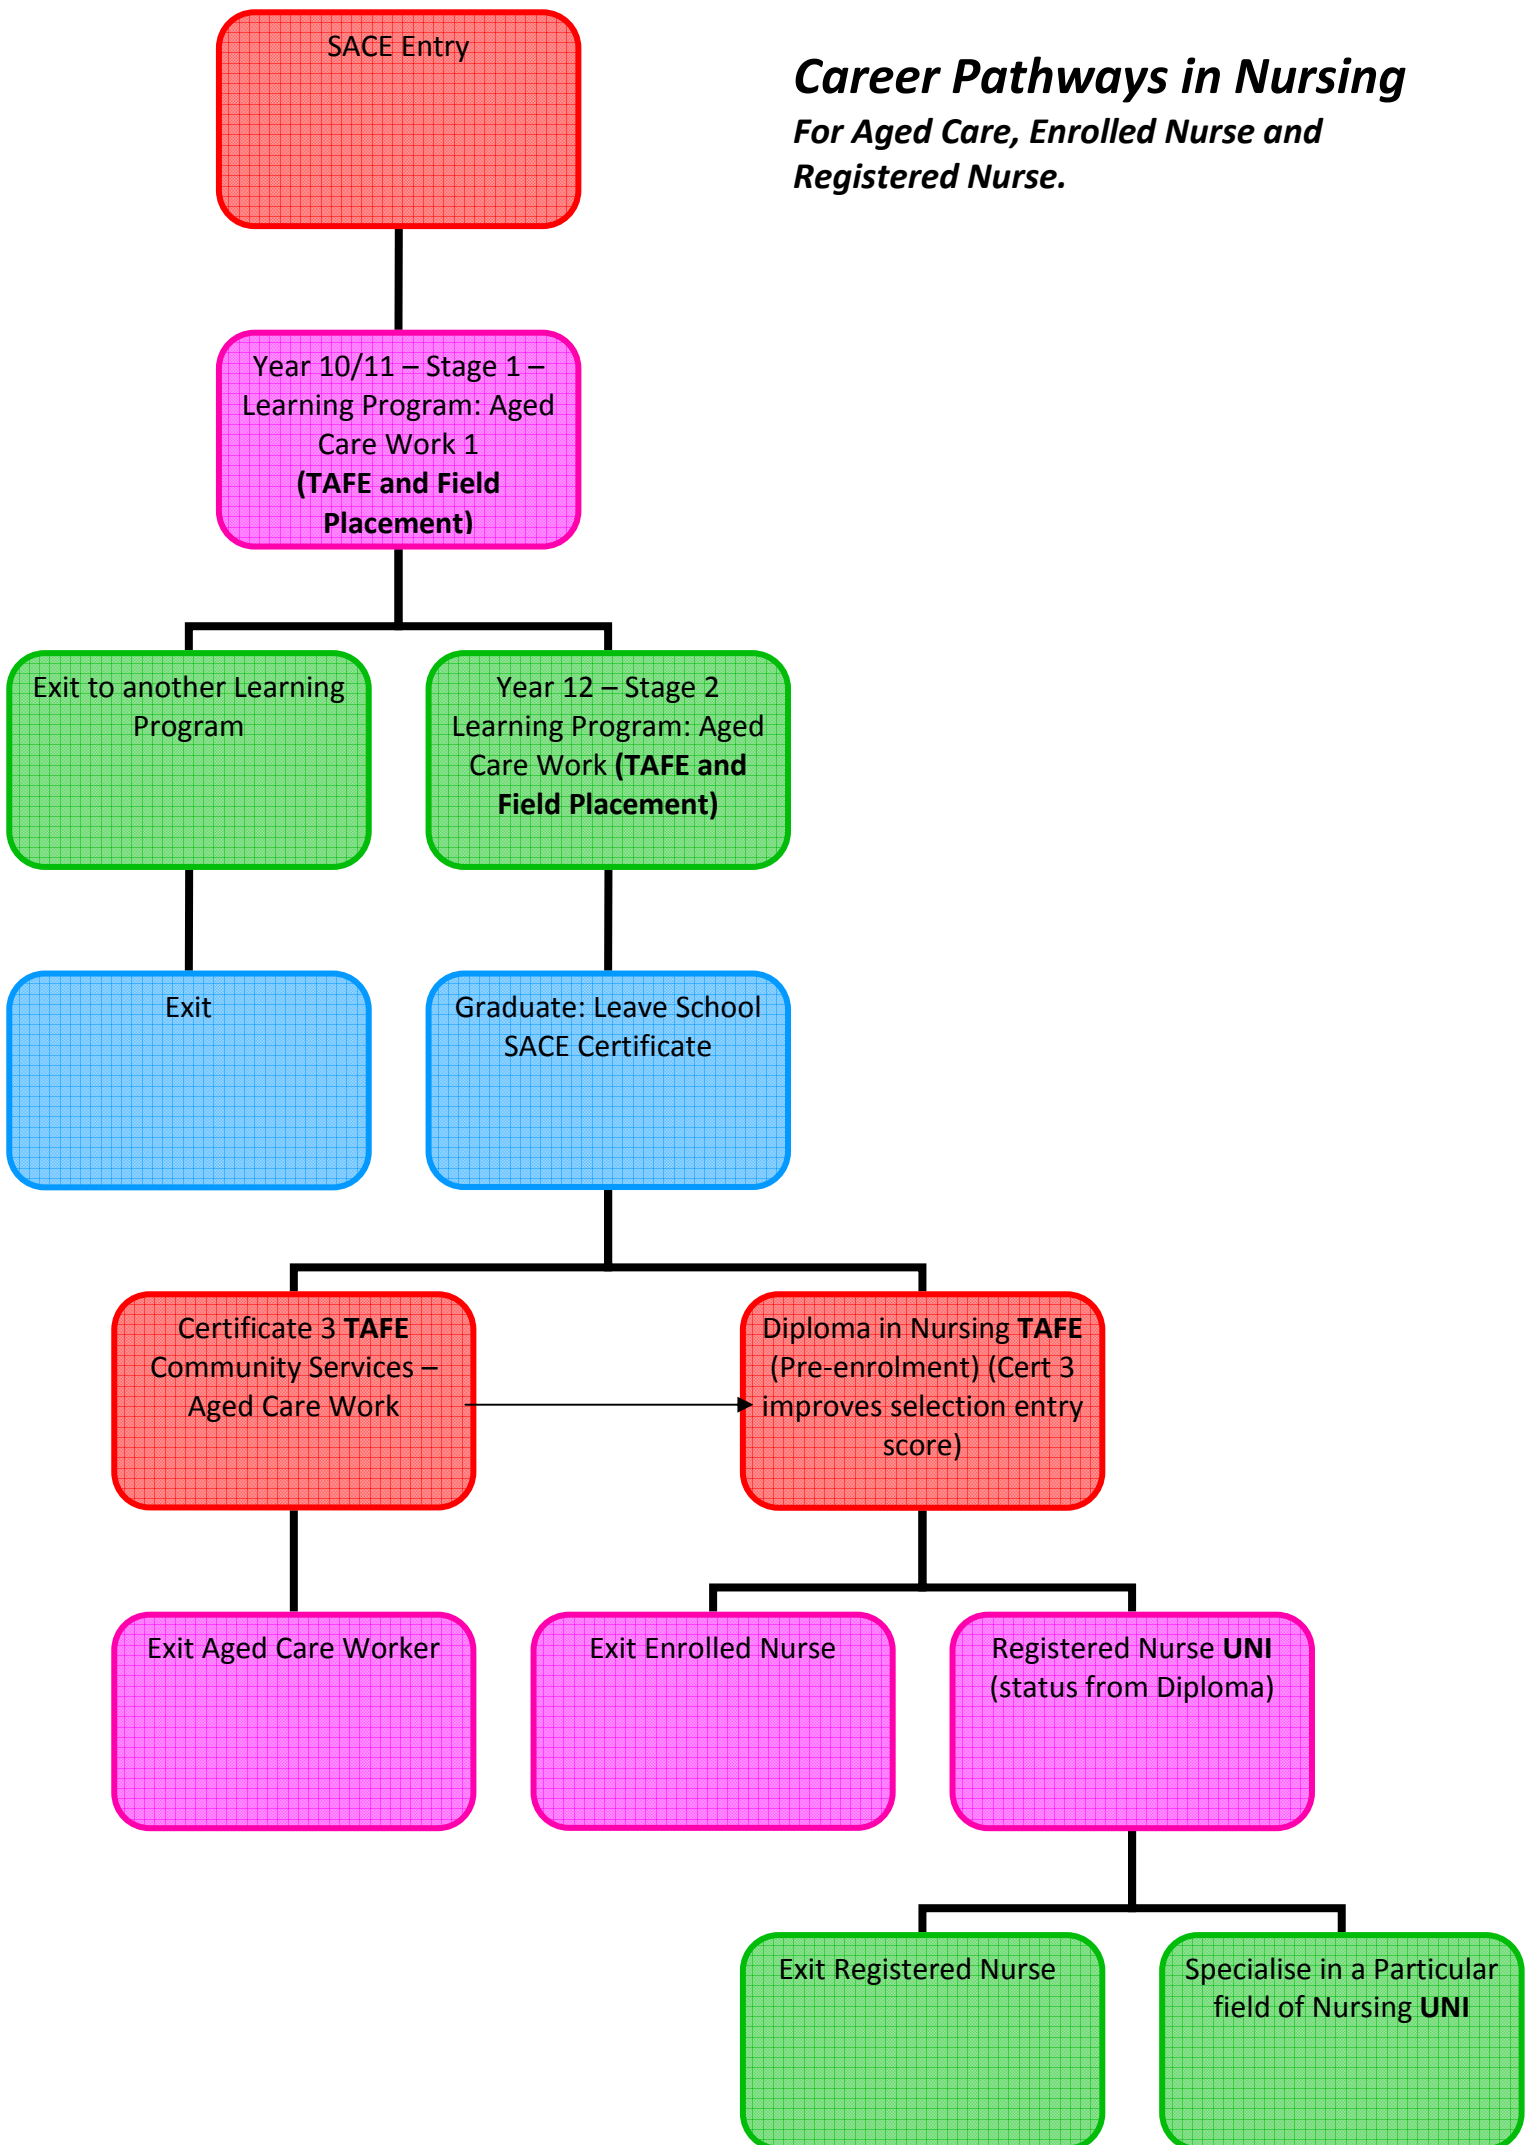 SACE Entry
Career Pathways in Nursing
For Aged Care, Enrolled Nurse and
Registered Nurse.
Year 10/11 – Stage 1 –
Learning Program: Aged
Care Work 1
(TAFE and Field
Placement)
Exit to another Learning
Program
Year 12 – Stage 2
Learning Program: Aged
Care Work (TAFE and
Field Placement)
Exit
Graduate: Leave School
SACE Certificate
Certificate 3 TAFE
Community Services –
Aged Care Work
Diploma in Nursing TAFE
(Pre-enrolment) (Cert 3
improves selection entry
score)
Exit Aged Care Worker
Exit Enrolled Nurse
Registered Nurse UNI
(status from Diploma)
Exit Registered Nurse
Specialise in a Particular
field of Nursing UNI